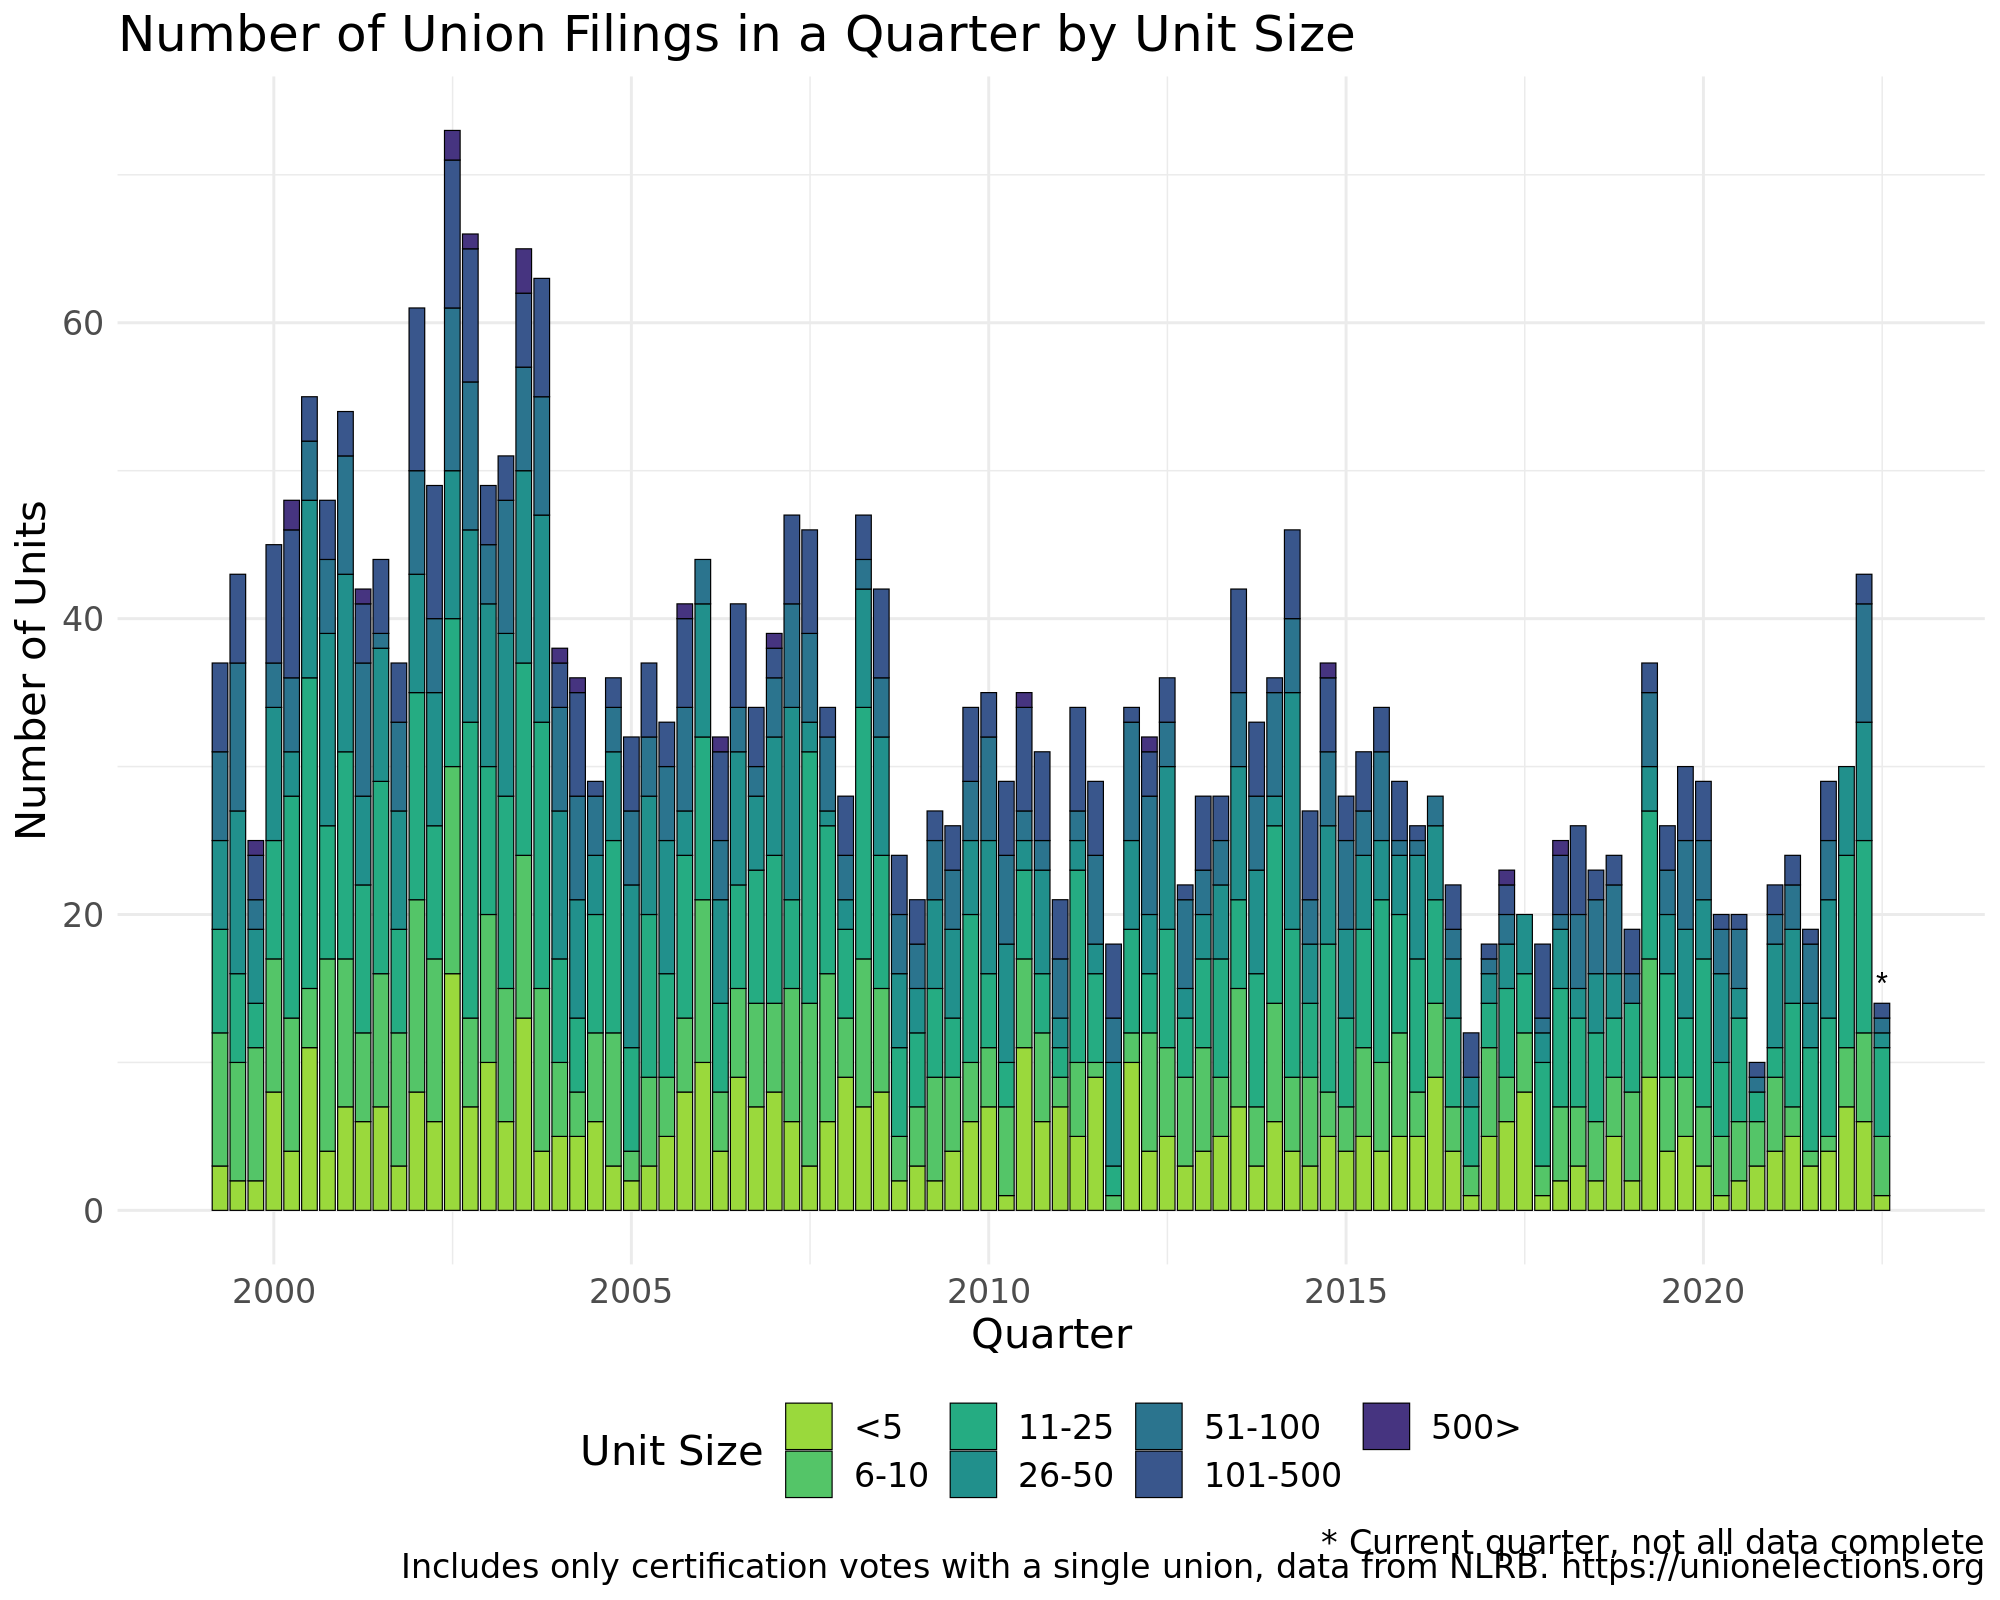 Number of Union Filings in a Quarter by Unit Size
Number of Units
60
40
20
0
*
2000 2005 2010 2015 2020
Quarter
Unit Size
<5 11-25 51-100 500>
6-10 26-50 101-500
* Current quarter, not all data complete
Includes only certification votes with a single union, data from NLRB. https://unionelections.org